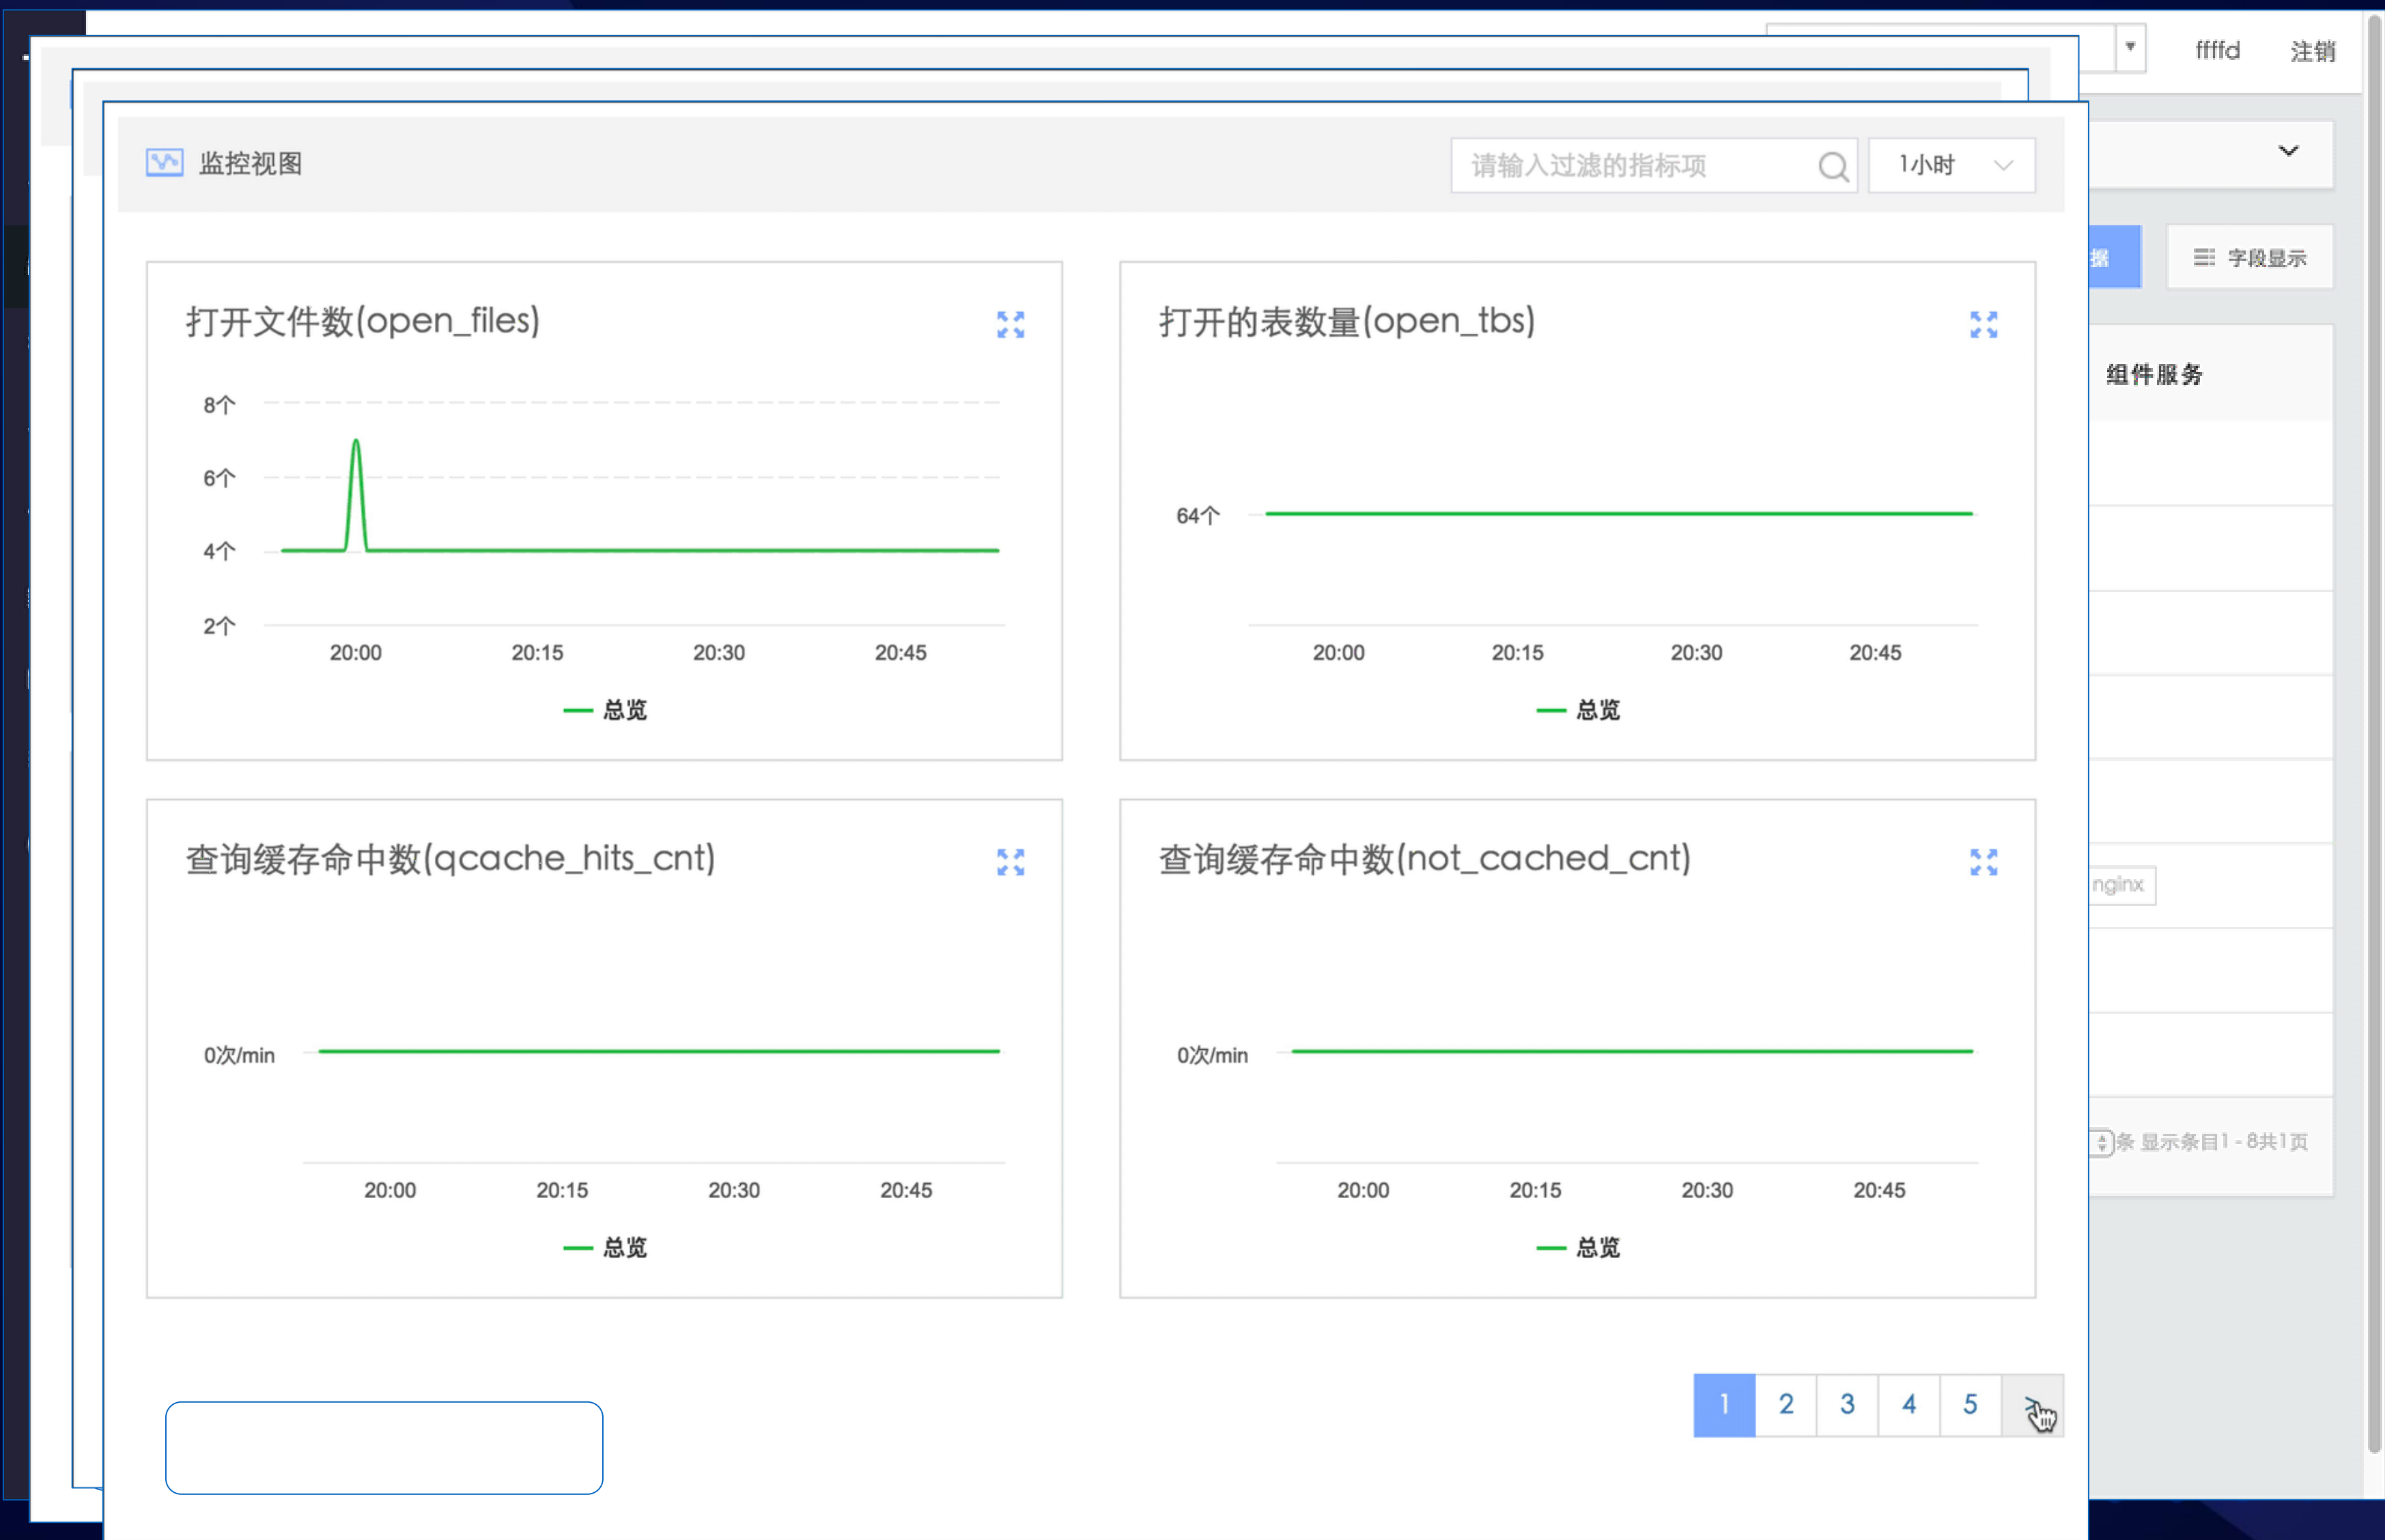 ffffd 注销
监控视图 请输入过滤的指标项 1小时
据 字段显示
打开文件数(open_files)
8个
6个
4个
2个
20:00 20:15 20:30 20:45
总览
打开的表数量(open_tbs)
64个
20:00 20:15 20:30 20:45
总览
组件服务
查询缓存命中数(qcache_hits_cnt)
0次/min
20:00 20:15 20:30 20:45
总览
查询缓存命中数(not_cached_cnt)
0次/min
20:00 20:15 20:30 20:45
总览
nginx
条 显示条目1 - 8共1页
1 2 3 4 5 >